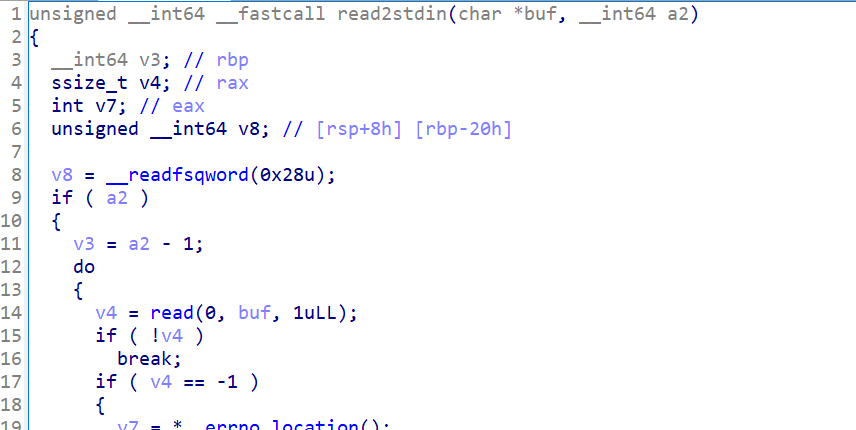 1 unsigned __int64 __fastcall read2stdin(char *buf, __int64 a2)
2 {
3   __int64 v3; // rbp
4   ssize_t v4; // rax
5   int v7; // eax
6   unsigned __int64 v8; // [rsp+8h] [rbp-20h]
7
8   v8 = __readfsqword(0x28u);
9   if ( a2 )
10   {
11     v3 = a2 - 1;
12     do
13     {
14       v4 = read(0, buf, 1uLL);
15       if ( !v4 )
16         break;
17       if ( v4 == -1 )
18       {
19         v7 = *__errno_location();